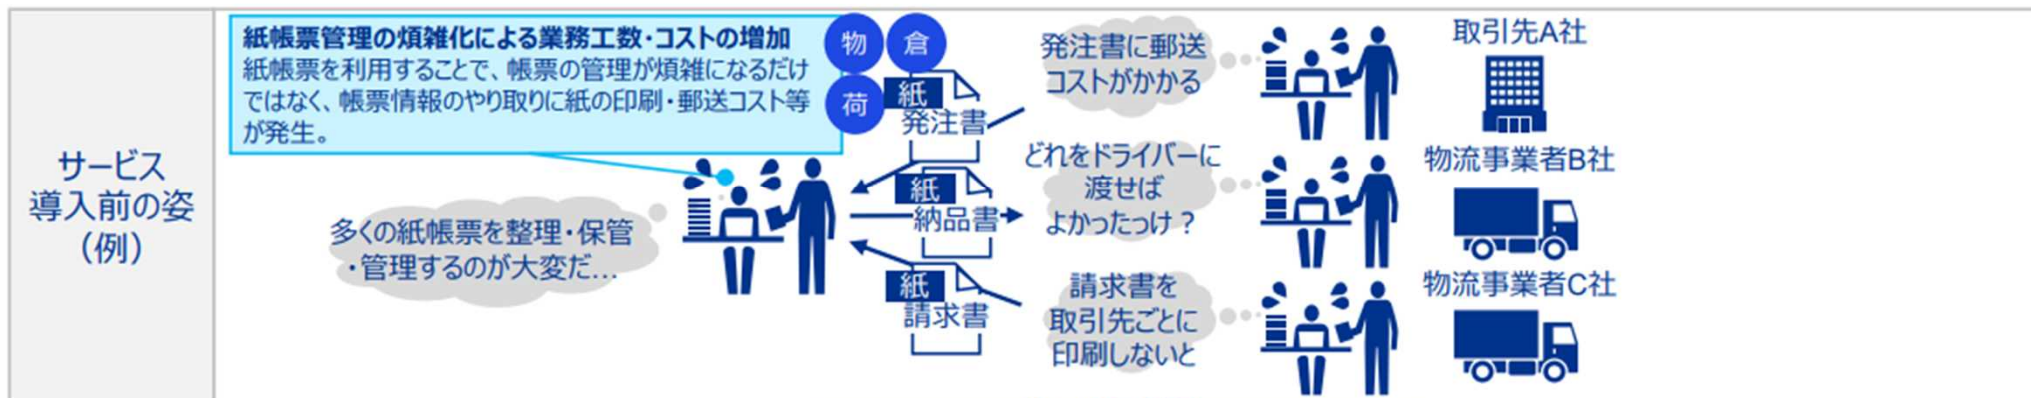 サービス
導入前の姿
(例)
紙帳票管理の煩雑化による業務工数・コストの増加
紙帳票を利用することで、帳票の管理が煩雑になるだけ
ではなく、帳票情報のやり取りに紙の印刷・郵送コスト等
が発生。
物
倉
荷
多くの紙帳票を整理・保管
・管理するのが大変だ…
紙
発注書
紙
納品書
紙
請求書
発注書に郵送
コストがかかる
どれをドライバーに
渡せば
よかったっけ？
請求書を
取引先ごとに
印刷しないと
取引先A社
物流事業者B社
物流事業者C社